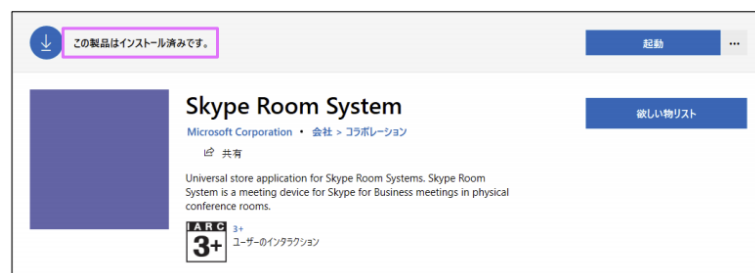 この製品はインストール済みです。
起動
...
Skype Room System
欲しい物リスト
Microsoft Corporation • 会社 > コラボレーション
共有
Universal store application for Skype Room Systems. Skype Room
System is a meeting device for Skype for Business meetings in physical
conference rooms.
IARC
3+
3+
ユーザーのインタラクション